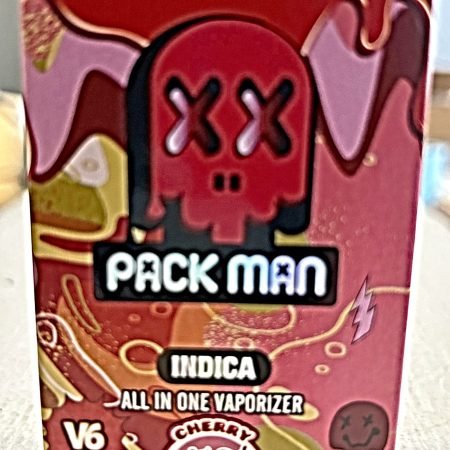 PACK MAN
INDICA
ALL IN ONE VAPORIZER
V6
CHERRY